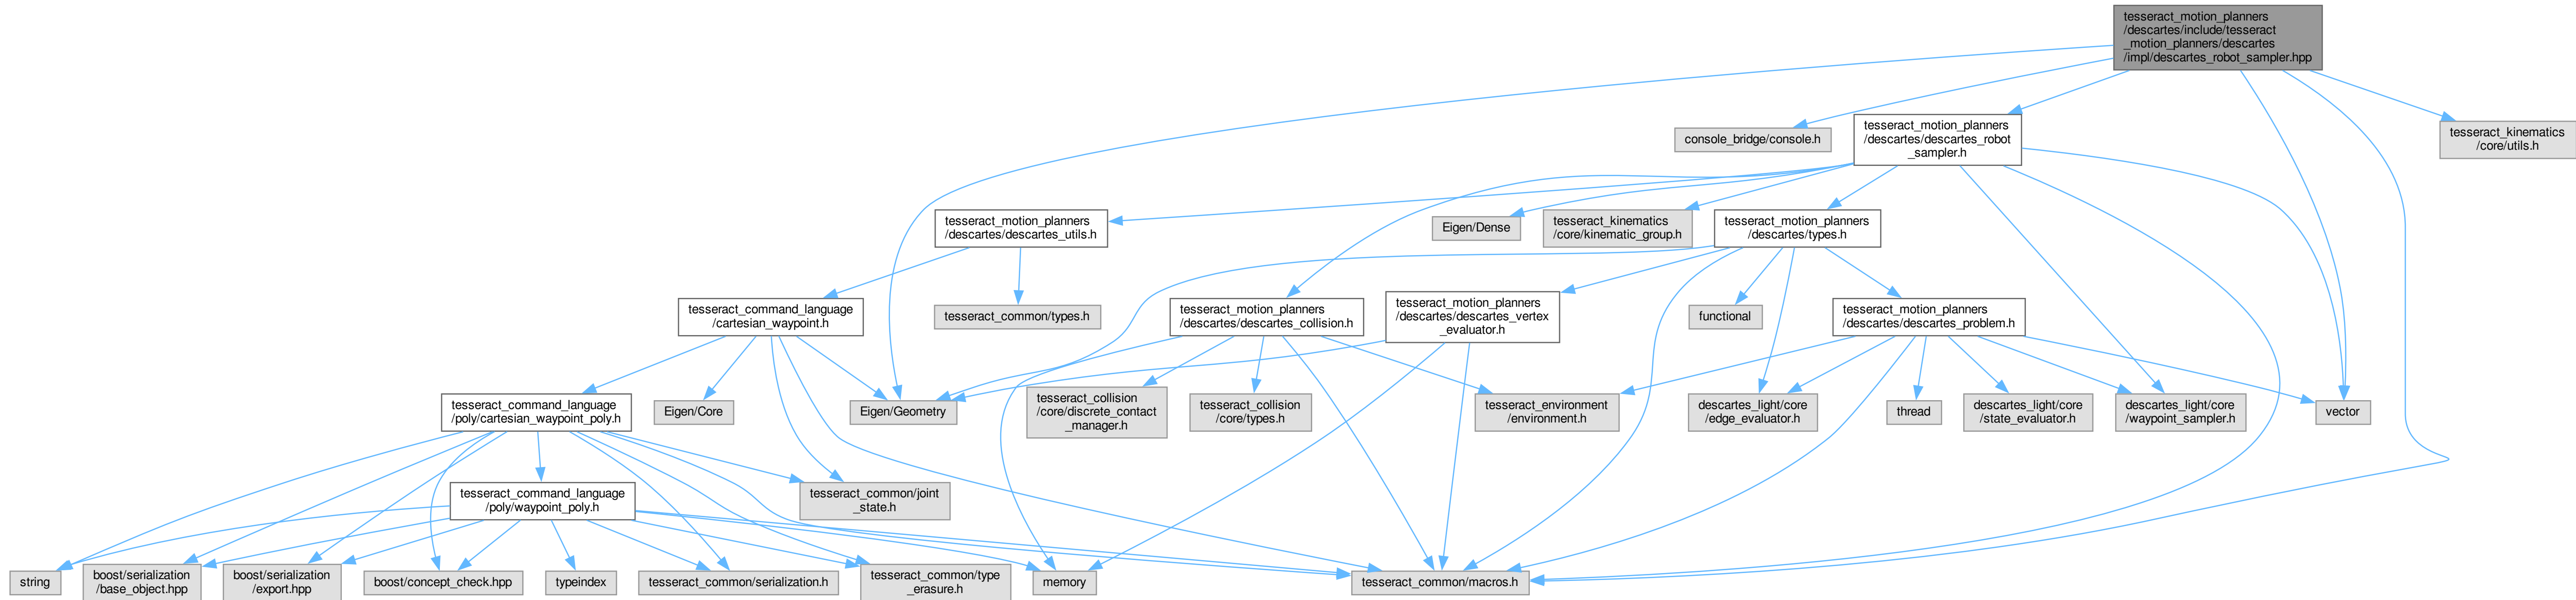 tesseract_motion_planners
/descartes/include/tesseract
_motion_planners/descartes
/impl/descartes_robot_sampler.hpp
console_bridge/console.h
tesseract_motion_planners
/descartes/descartes_robot
_sampler.h
tesseract_kinematics
/core/utils.h
tesseract_motion_planners
/descartes/descartes_utils.h
Eigen/Dense
tesseract_kinematics
/core/kinematic_group.h
tesseract_motion_planners
/descartes/types.h
tesseract_command_language
/cartesian_waypoint.h
tesseract_common/types.h
tesseract_motion_planners
/descartes/descartes_collision.h
tesseract_motion_planners
/descartes/descartes_vertex
_evaluator.h
functional
tesseract_motion_planners
/descartes/descartes_problem.h
tesseract_command_language
/poly/cartesian_waypoint_poly.h
Eigen/Core
Eigen/Geometry
tesseract_collision
/core/discrete_contact
_manager.h
tesseract_collision
/core/types.h
tesseract_environment
/environment.h
descartes_light/core
/edge_evaluator.h
thread
descartes_light/core
/state_evaluator.h
descartes_light/core
/waypoint_sampler.h
vector
tesseract_command_language
/poly/waypoint_poly.h
tesseract_common/joint
_state.h
string
boost/serialization
/base_object.hpp
boost/serialization
/export.hpp
boost/concept_check.hpp
typeindex
tesseract_common/serialization.h
tesseract_common/type
_erasure.h
memory
tesseract_common/macros.h